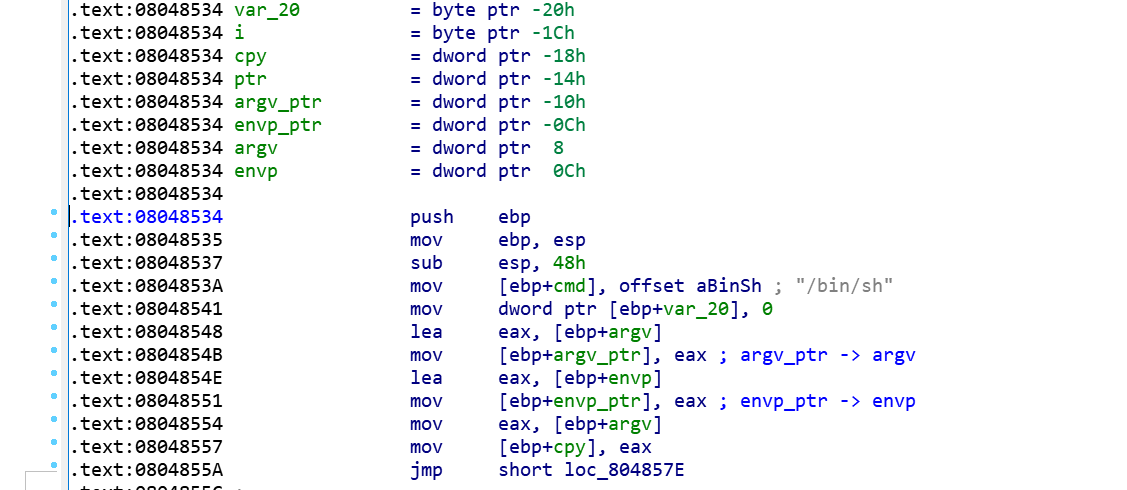 .text:08048534 var_20 = byte ptr -20h
.text:08048534 i = byte ptr -1Ch
.text:08048534 cpy = dword ptr -18h
.text:08048534 ptr = dword ptr -14h
.text:08048534 argv_ptr = dword ptr -10h
.text:08048534 envp_ptr = dword ptr -0Ch
.text:08048534 argv = dword ptr 8
.text:08048534 envp = dword ptr 0Ch
.text:08048534
.text:08048534 push ebp
.text:08048535 mov ebp, esp
.text:08048537 sub esp, 48h
.text:0804853A mov [ebp+cmd], offset aBinSh ; "/bin/sh"
.text:08048541 mov dword ptr [ebp+var_20], 0
.text:08048548 lea eax, [ebp+argv]
.text:0804854B mov [ebp+argv_ptr], eax ; argv_ptr -> argv
.text:0804854E lea eax, [ebp+envp]
.text:08048551 mov [ebp+envp_ptr], eax ; envp_ptr -> envp
.text:08048554 mov eax, [ebp+argv]
.text:08048557 mov [ebp+cpy], eax
.text:0804855A jmp short loc_804857E